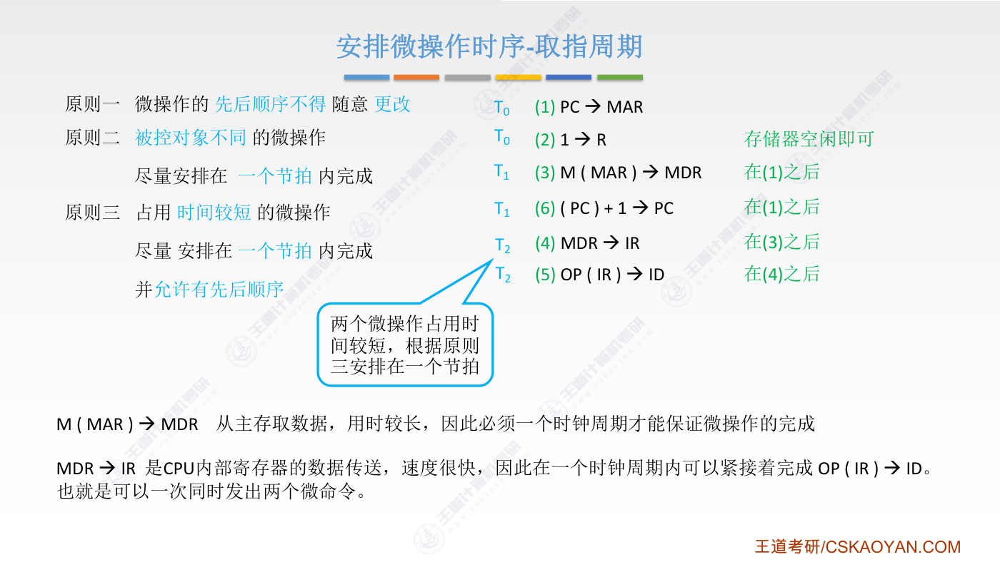 安排微操作时序-取指周期
原则一 微操作的 先后顺序不得 随意 更改
原则二 被控对象不同 的微操作
尽量安排在 一个节拍 内完成
原则三 占用 时间较短 的微操作
尽量 安排在 一个节拍 内完成
并允许有先后顺序
T0 (1) PC → MAR
T0 (2) 1 → R 存储器空闲即可
T1 (3) M ( MAR ) → MDR 在(1)之后
T1 (6) ( PC ) + 1 → PC 在(1)之后
T2 (4) MDR → IR 在(3)之后
T2 (5) OP ( IR ) → ID 在(4)之后
两个微操作占用时
间较短，根据原则
三安排在一个节拍
M ( MAR ) → MDR 从主存取数据，用时较长，因此必须一个时钟周期才能保证微操作的完成
MDR → IR 是CPU内部寄存器的数据传送，速度很快，因此在一个时钟周期内可以紧接着完成 OP ( IR ) → ID。
也就是可以一次同时发出两个微命令。
王道考研/CSKAOYAN.COM